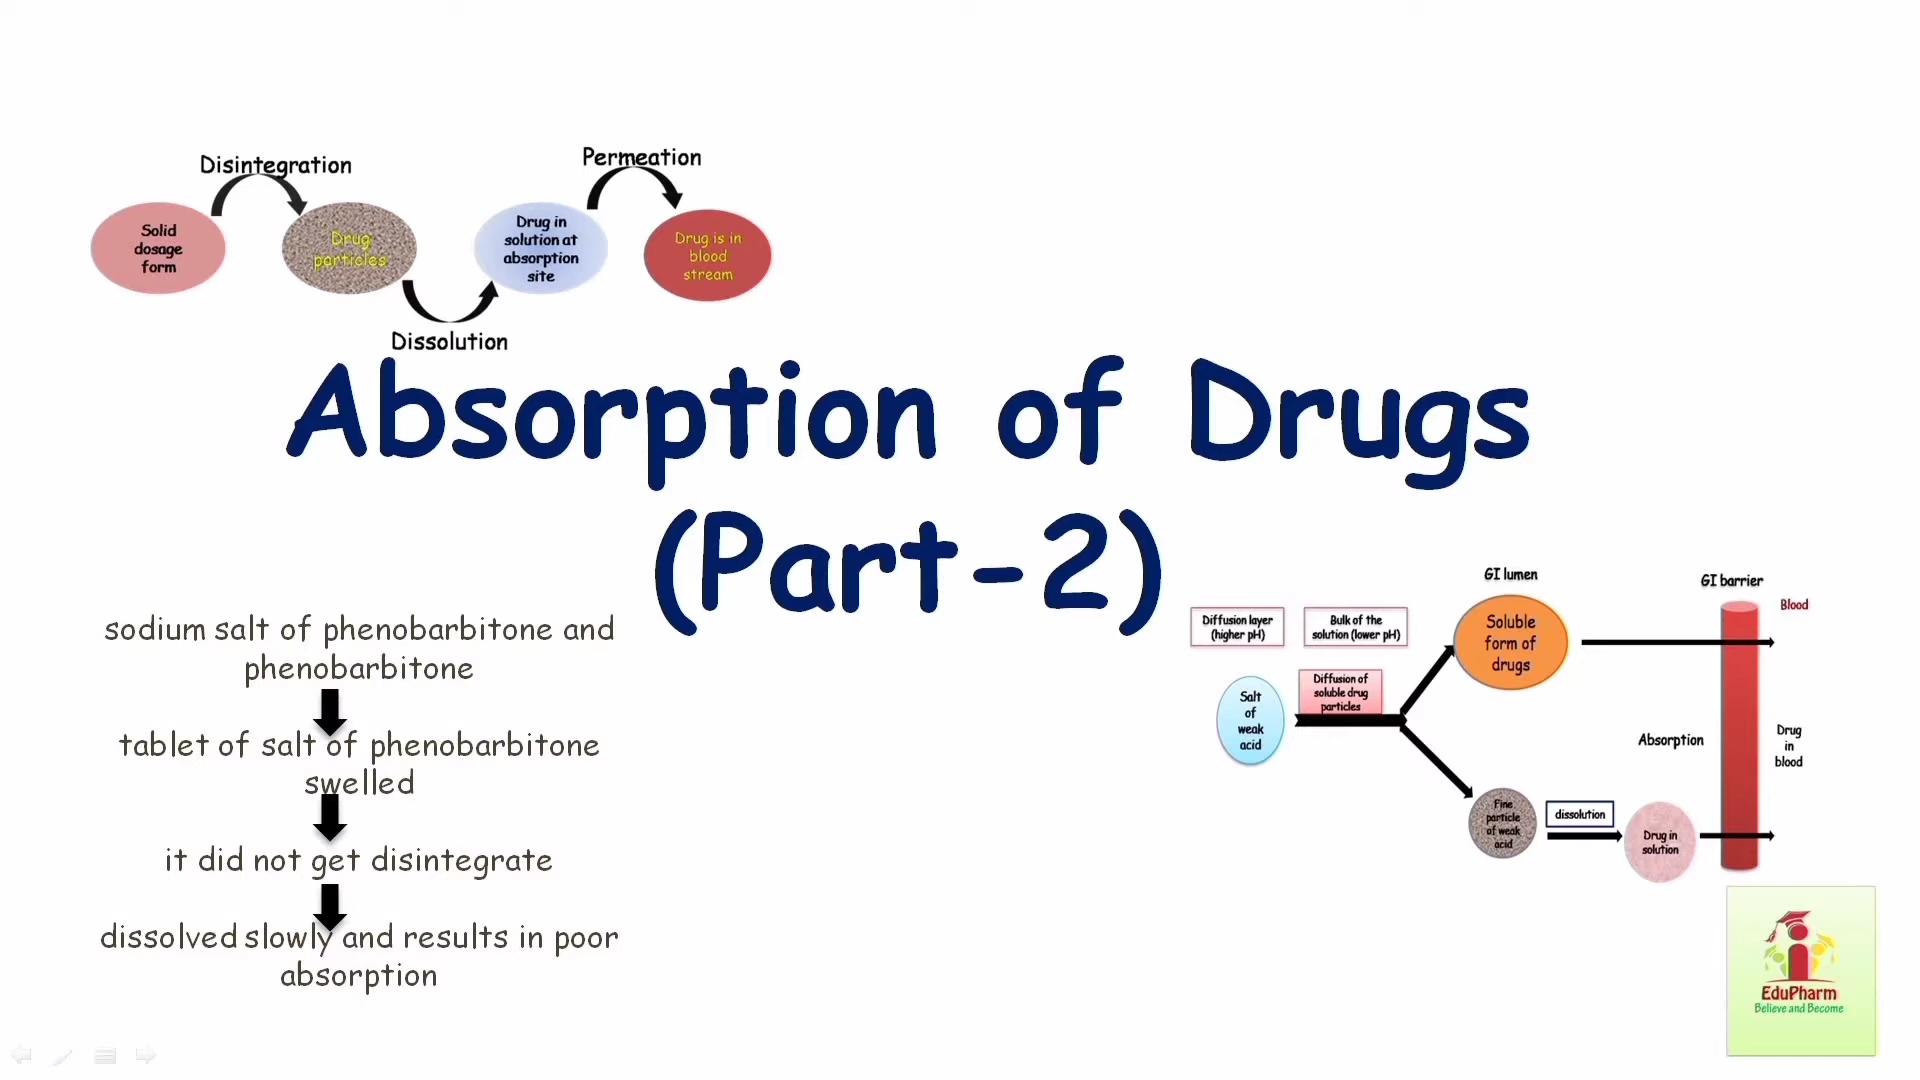 Disintegration
Permeation
Solid
dosage
form
Drug
particles
Drug in
solution at
absorption
site
Drug is in
blood
stream
Dissolution
Absorption of Drugs
(Part-2)
sodium salt of phenobarbitone and
phenobarbitone
tablet of salt of phenobarbitone
swelled
it did not get disintegrate
dissolved slowly and results in poor
absorption
GI lumen
GI barrier
Blood
Diffusion layer
(higher pH)
Bulk of the
solution (lower pH)
Soluble
form of
drugs
Diffusion of
soluble drug
particles
Salt
of
weak
acid
Absorption
Drug
in
blood
Fine
particle
of weak
acid
dissolution
Drug in
solution
EduPharm
Believe and Become